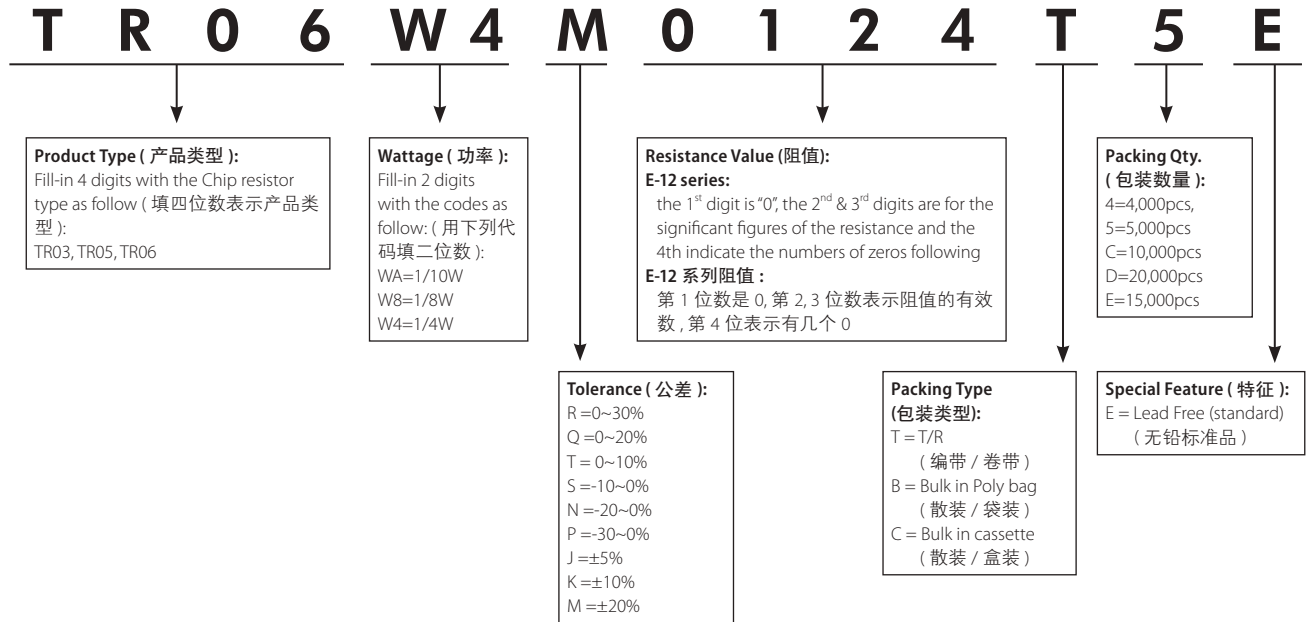 T R 0 6 W 4 M 0 1 2 4 T 5 E
Product Type ( 产品类型 ):
Fill-in 4 digits with the Chip resistor
type as follow ( 填四位数表示产品类
型 ):
TR03, TR05, TR06
Wattage ( 功率 ):
Fill-in 2 digits
with the codes as
follow: ( 用下列代
码填二位数 ):
WA=1/10W
W8=1/8W
W4=1/4W
Resistance Value (阻值):
E-12 series:
the 1st digit is "0", the 2nd & 3rd digits are for the
significant figures of the resistance and the
4th indicate the numbers of zeros following
E-12 系列阻值 :
第 1 位数是 0, 第 2, 3 位数表示阻值的有效
数 , 第 4 位表示有几个 0
Packing Qty.
( 包装数量 ):
4=4,000pcs,
5=5,000pcs
C=10,000pcs
D=20,000pcs
E=15,000pcs
Tolerance ( 公差 ):
R =0~30%
Q =0~20%
T = 0~10%
S =-10~0%
N =-20~0%
P =-30~0%
J =±5%
K =±10%
M =±20%
Packing Type
(包装类型):
T = T/R
( 编带 / 卷带 )
B = Bulk in Poly bag
( 散装 / 袋装 )
C = Bulk in cassette
( 散装 / 盒装 )
Special Feature ( 特征 ):
E = Lead Free (standard)
( 无铅标准品 )